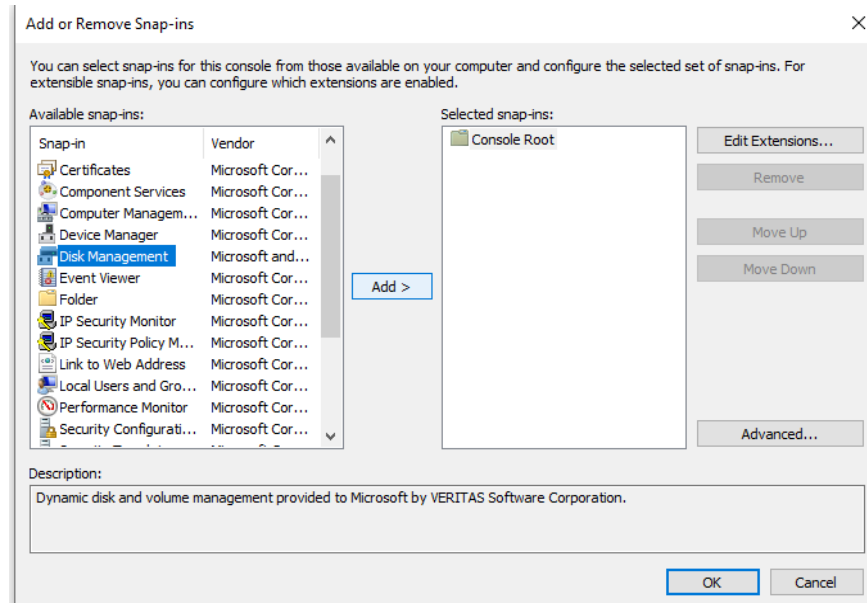 Add or Remove Snap-ins
You can select snap-ins for this console from those available on your computer and configure the selected set of snap-ins. For
extensible snap-ins, you can configure which extensions are enabled.
Available snap-ins:
Selected snap-ins:
Snap-in Vendor
Certificates Microsoft Cor...
Component Services Microsoft Cor...
Computer Managem... Microsoft Cor...
Device Manager Microsoft Cor...
Disk Management Microsoft and...
Event Viewer Microsoft Cor...
Folder Microsoft Cor...
IP Security Monitor Microsoft Cor...
IP Security Policy M... Microsoft Cor...
Link to Web Address Microsoft Cor...
Local Users and Gro... Microsoft Cor...
Performance Monitor Microsoft Cor...
Security Configurati... Microsoft Cor...
Add >
Console Root
Edit Extensions...
Remove
Move Up
Move Down
Advanced...
Description:
Dynamic disk and volume management provided to Microsoft by VERITAS Software Corporation.
OK
Cancel